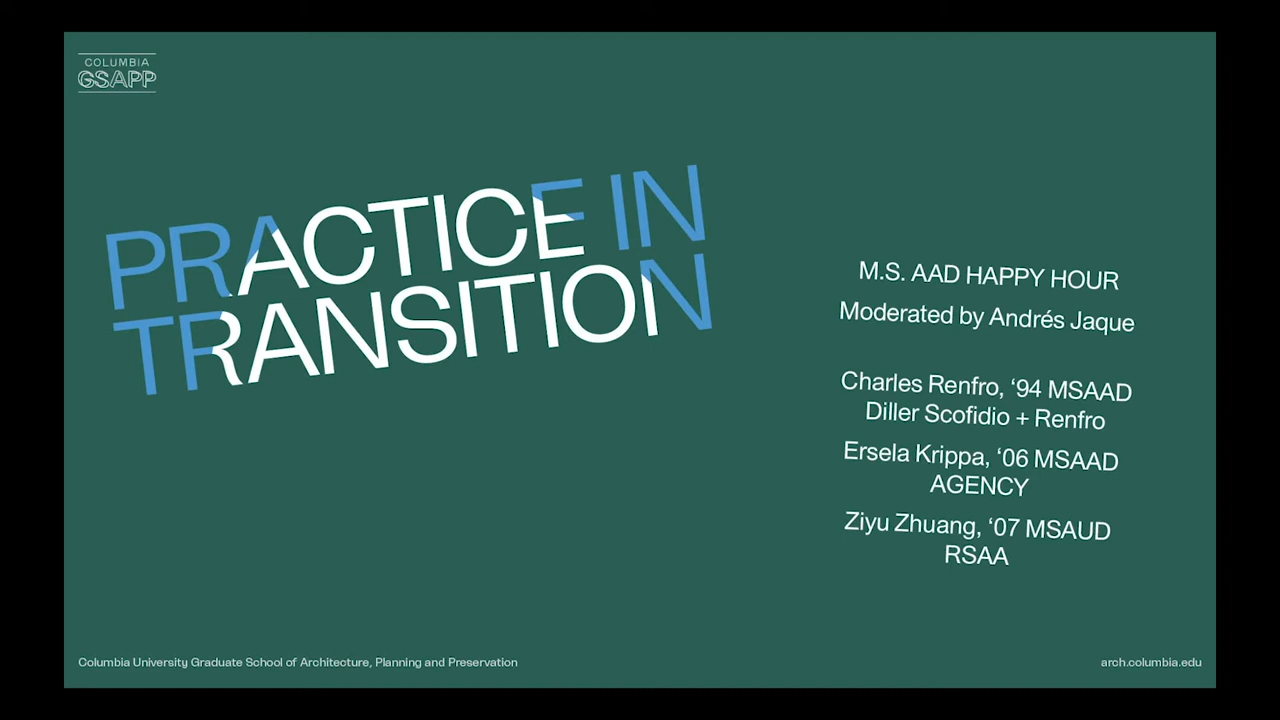 COLUMBIA
GSAPP
PRACTICE IN
TRANSITION
M.S. AAD HAPPY HOUR
Moderated by Andrés Jaque
Charles Renfro, ‘94 MSAAD
Diller Scofidio + Renfro
Ersela Krippa, ‘06 MSAAD
AGENCY
Ziyu Zhuang, ‘07 MSAUD
RSAA
Columbia University Graduate School of Architecture, Planning and Preservation
arch.columbia.edu